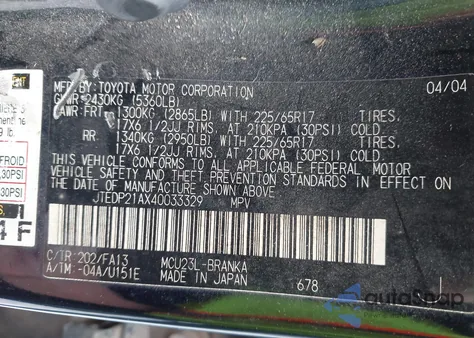 MFD.BY:TOYOTA MOTOR CORPORATION 04/04
GVWR:2430KG (5360LB)
GAWR:FRT 1300KG (2865LB) WITH 225/65R17 TIRES.
17X6 1/2JJ RIMS, AT 210KPA (30PSI) COLD
RR 1340KG (2950LB) WITH 225/65R17 TIRES.
17X6 1/2JJ RIMS, AT 210KPA (30PSI) COLD.
THIS VEHICLE CONFORMS TO ALL APPLICABLE FEDERAL MOTOR
VEHICLE SAFETY AND THEFT PREVENTION STANDARDS IN EFFECT ON
THE DATE OF MANUFACTURE SHOWN ABOVE.
JTEDP21AX40033329 MPV
C/TR:202/FA13 MCU23L-BRANKA
A/TM:-04A/U151E MADE IN JAPAN 678
FROID
,30PSI
30PSI
4F
autoSnap